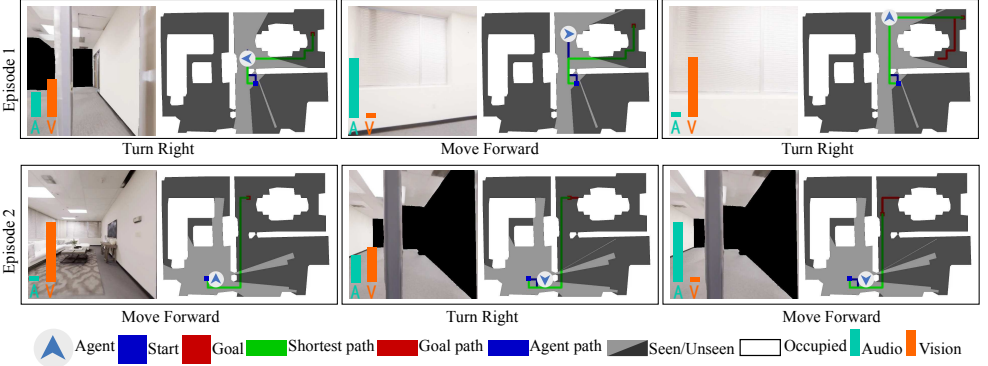 Episode 1
A V
A V
A V
Turn Right
Move Forward
Turn Right
Episode 2
A V
A V
A V
Move Forward
Turn Right
Move Forward
Agent Start Goal Shortest path Goal path Agent path Seen/Unseen Occupied Audio Vision